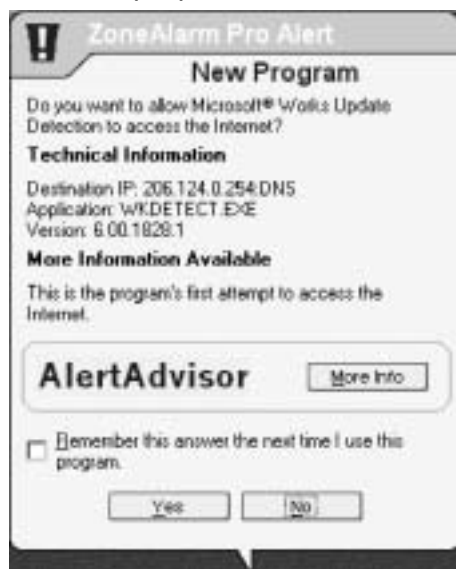 ZoneAlarm Pro Alert
New Program
Do you want to allow Microsoft® Works Update
Detection to access the Internet?
Technical Information
Destination IP: 206.124.0.254:DNS
Application: WKDETECT.EXE
Version: 6.00.1828.1
More Information Available
This is the program's first attempt to access the
Internet.
AlertAdvisor
More Info
Remember this answer the next time I use this
program.
Yes No